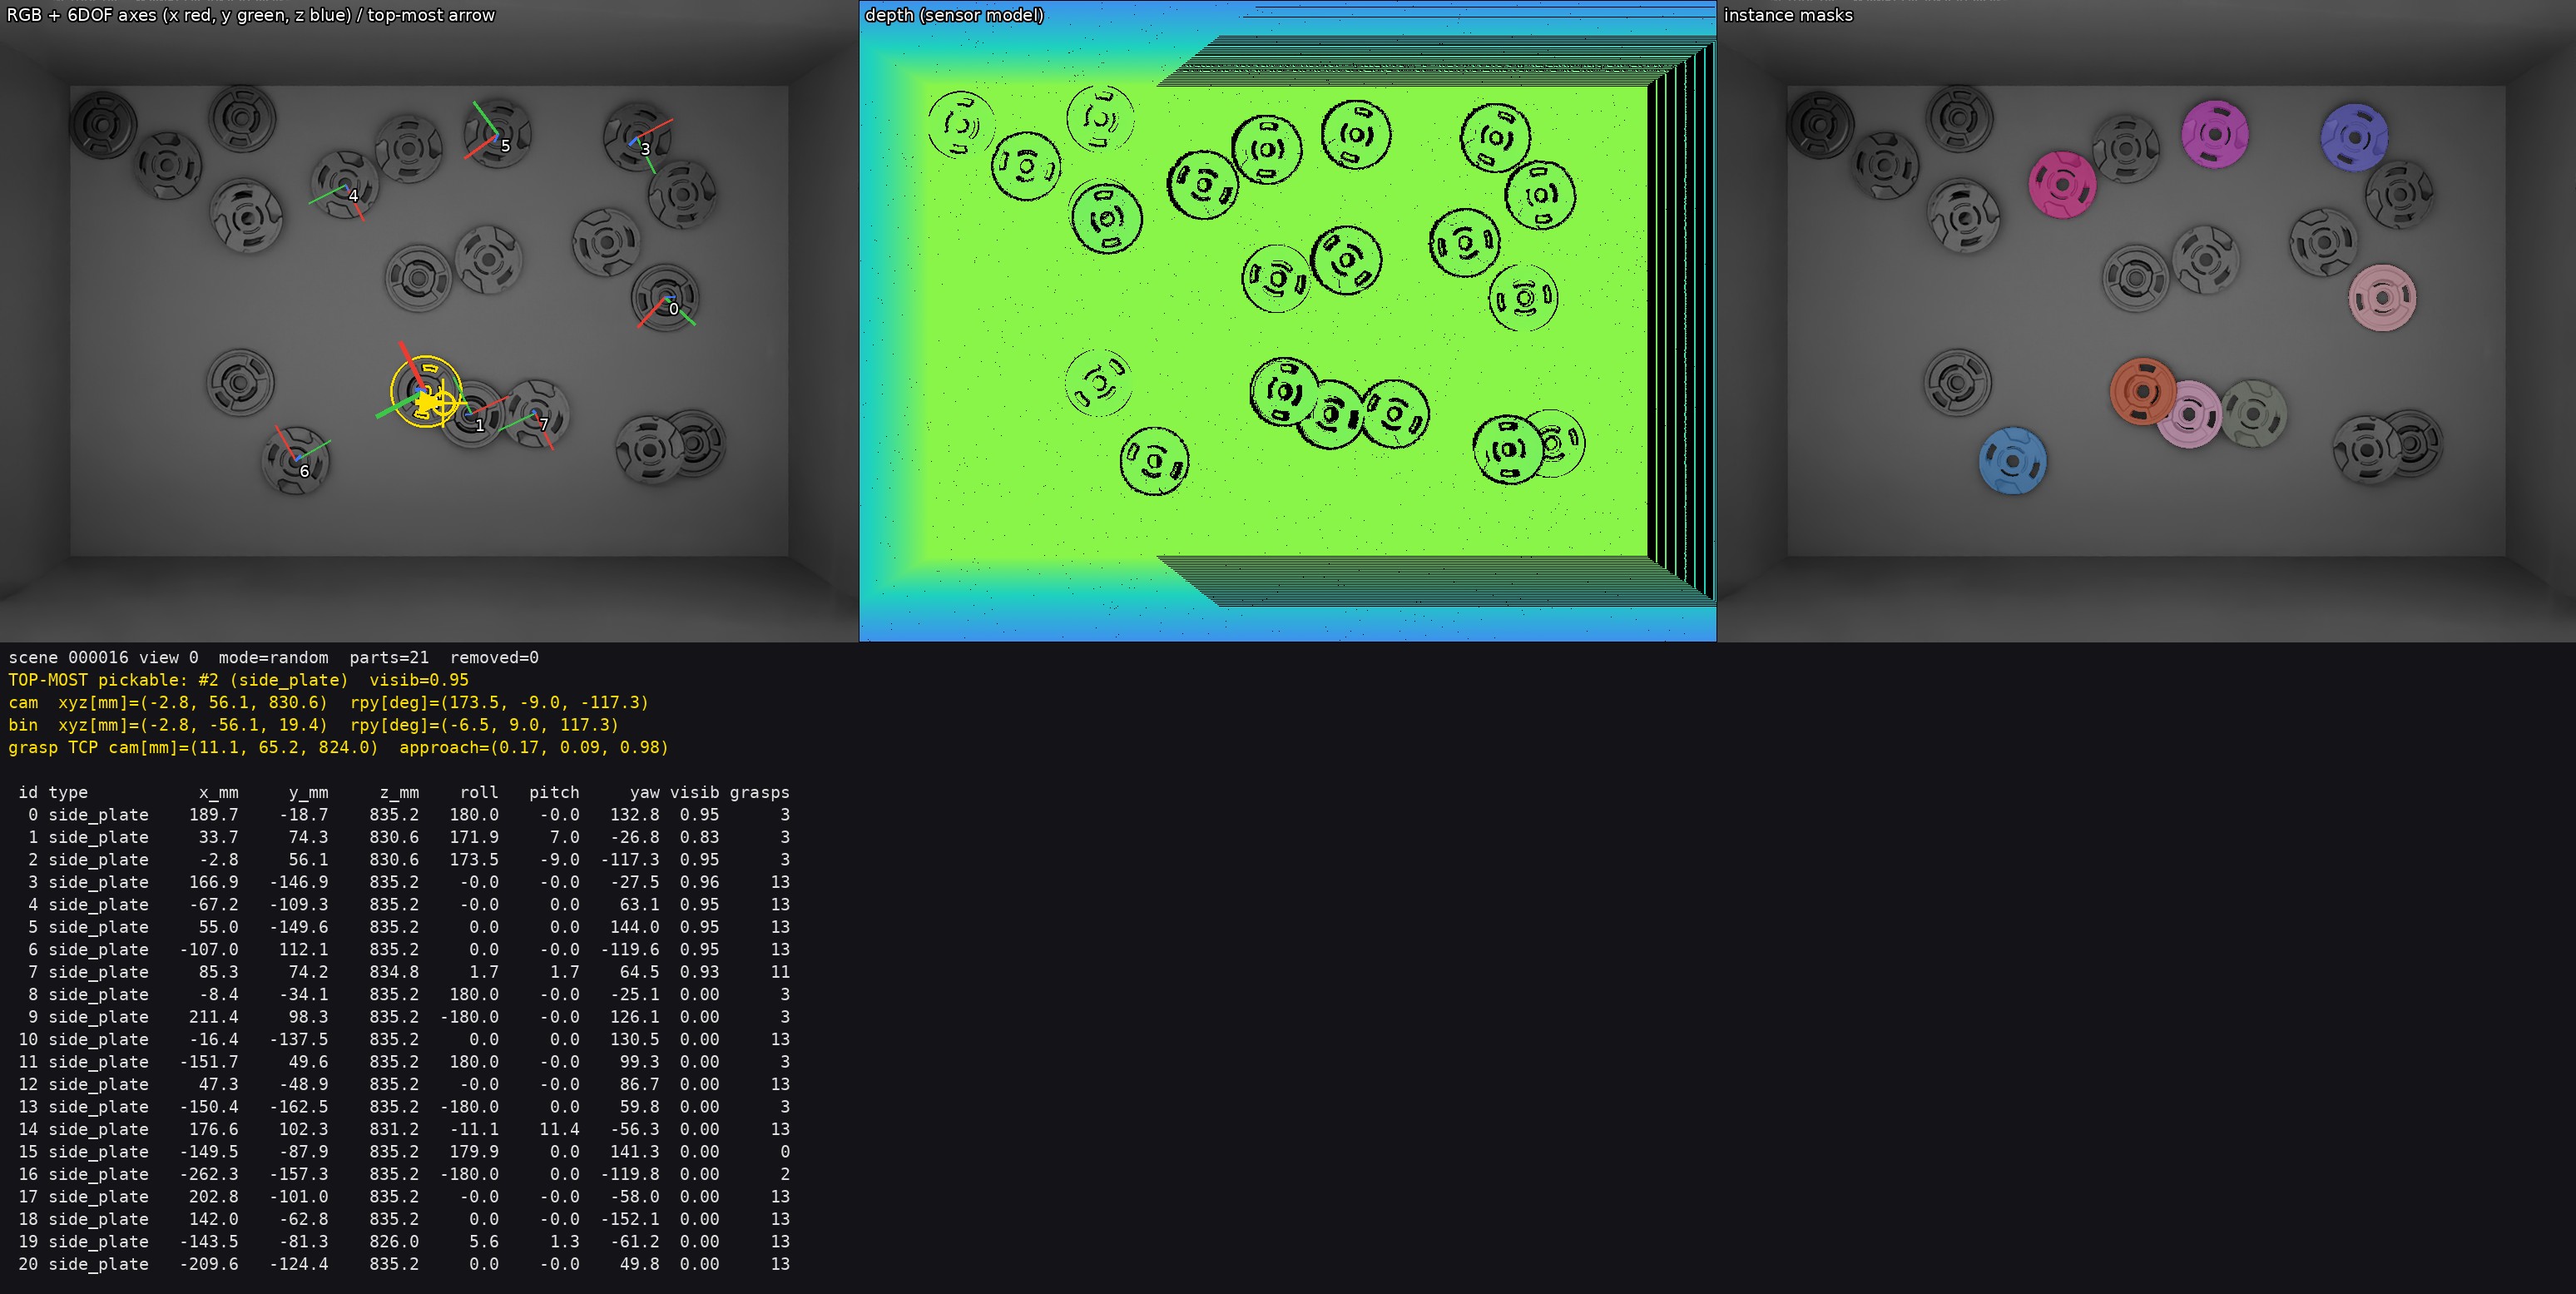 RGB + 6DOF axes (x red, y green, z blue) / top-most arrow
depth (sensor model)
instance masks
5
3
4
0
1
7
6
scene 000016 view 0  mode=random  parts=21  removed=0
TOP-MOST pickable: #2 (side_plate)  visib=0.95
cam  xyz[mm]=(-2.8, 56.1, 830.6)  rpy[deg]=(173.5, -9.0, -117.3)
bin  xyz[mm]=(-2.8, -56.1, 19.4)  rpy[deg]=(-6.5, 9.0, 117.3)
grasp TCP cam[mm]=(11.1, 65.2, 824.0)  approach=(0.17, 0.09, 0.98)
id type x_mm y_mm z_mm roll pitch yaw visib grasps
0 side_plate 189.7 -18.7 835.2 180.0 -0.0 132.8 0.95 3
1 side_plate 33.7 74.3 830.6 171.9 7.0 -26.8 0.83 3
2 side_plate -2.8 56.1 830.6 173.5 -9.0 -117.3 0.95 3
3 side_plate 166.9 -146.9 835.2 -0.0 -0.0 -27.5 0.96 13
4 side_plate -67.2 -109.3 835.2 -0.0 0.0 63.1 0.95 13
5 side_plate 55.0 -149.6 835.2 0.0 0.0 144.0 0.95 13
6 side_plate -107.0 112.1 835.2 0.0 -0.0 -119.6 0.95 13
7 side_plate 85.3 74.2 834.8 1.7 1.7 64.5 0.93 11
8 side_plate -8.4 -34.1 835.2 180.0 -0.0 -25.1 0.00 3
9 side_plate 211.4 98.3 835.2 -180.0 -0.0 126.1 0.00 3
10 side_plate -16.4 -137.5 835.2 0.0 0.0 130.5 0.00 13
11 side_plate -151.7 49.6 835.2 180.0 -0.0 99.3 0.00 3
12 side_plate 47.3 -48.9 835.2 -0.0 -0.0 86.7 0.00 13
13 side_plate -150.4 -162.5 835.2 -180.0 0.0 59.8 0.00 3
14 side_plate 176.6 102.3 831.2 -11.1 11.4 -56.3 0.00 13
15 side_plate -149.5 -87.9 835.2 179.9 0.0 141.3 0.00 0
16 side_plate -262.3 -157.3 835.2 -180.0 0.0 -119.8 0.00 2
17 side_plate 202.8 -101.0 835.2 -0.0 -0.0 -58.0 0.00 13
18 side_plate 142.0 -62.8 835.2 0.0 -0.0 -152.1 0.00 13
19 side_plate -143.5 -81.3 826.0 5.6 1.3 -61.2 0.00 13
20 side_plate -209.6 -124.4 835.2 0.0 -0.0 49.8 0.00 13